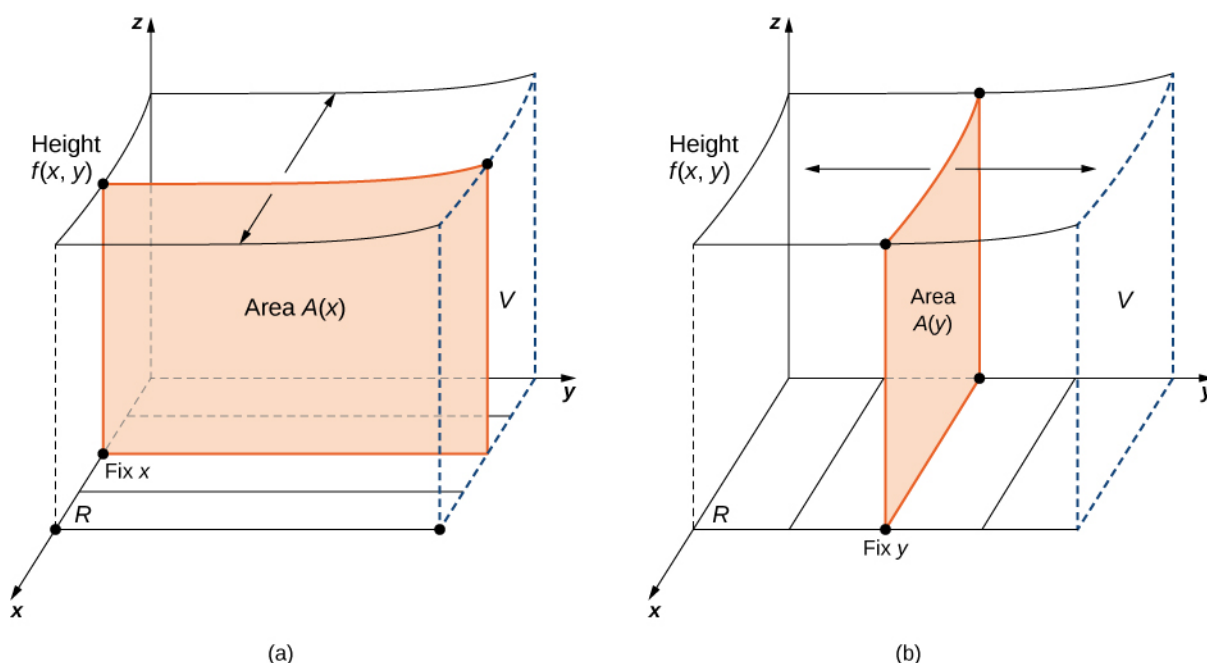 z
Height
f(x, y)
Area A(x)
V
y
Fix x
R
x
(a)
z
Height
f(x, y)
Area
A(y)
V
y
R
Fix y
x
(b)